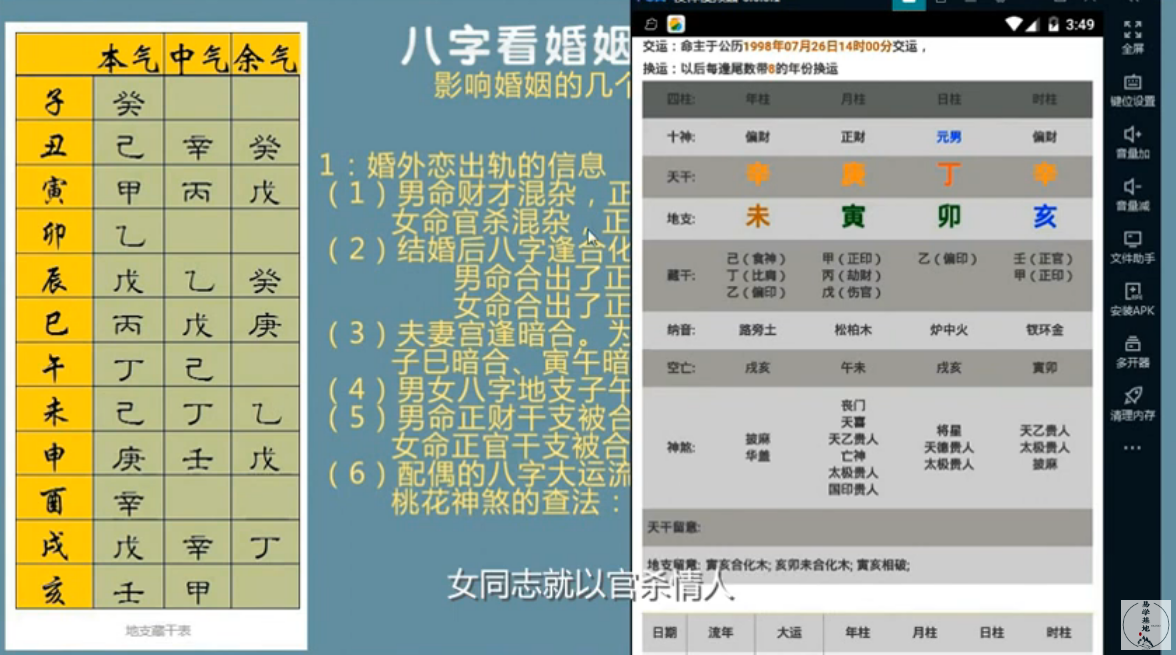 本气 中气 余气
子 癸
丑 己 辛 癸
寅 甲 丙 戊
卯 乙
辰 戊 乙 癸
巳 丙 戊 庚
午 丁 己
未 己 丁 乙
申 庚 壬 戊
酉 辛
戌 戊 辛 丁
亥 壬 甲
地支藏干表
八字看婚姻
影响婚姻的几个
1：婚外恋出轨的信息
（1）男命财才混杂，正
女命官杀混杂，正
（2）结婚后八字逢合化
男命合出了正
女命合出了正
（3）夫妻宫逢暗合。为
子巳暗合、寅午暗
（4）男女八字地支子午
（5）男命正财干支被合
女命正官干支被合
（6）配偶的八字大运流
桃花神煞的查法：
3:49
交运：命主于公历1998年07月26日14时00分交运，
换运：以后每逢尾数带8的年份换运
四柱: 年柱 月柱 日柱 时柱
十神: 偏财 正财 元男 偏财
天干: 辛 庚 丁 辛
地支: 未 寅 卯 亥
藏干:
己（食神） 甲（正印） 乙（偏印） 壬（正官）
丁（比肩） 丙（劫财） 甲（正印）
乙（偏印） 戊（伤官）
纳音: 路旁土 松柏木 炉中火 钗环金
空亡: 戌亥 午未 戌亥 寅卯
神煞:
披麻
华盖
丧门
天喜
天乙贵人
亡神
太极贵人
国印贵人
将星
天德贵人
太极贵人
天乙贵人
太极贵人
披麻
天干留意:
地支留意: 寅亥合化木; 亥卯未合化木; 寅亥相破;
日期 流年 大运 年柱 月柱 日柱 时柱
全屏
键位设置
音量加
音量减
文件助手
安装APK
多开器
清理内存
女同志就以官杀情人
易学基地